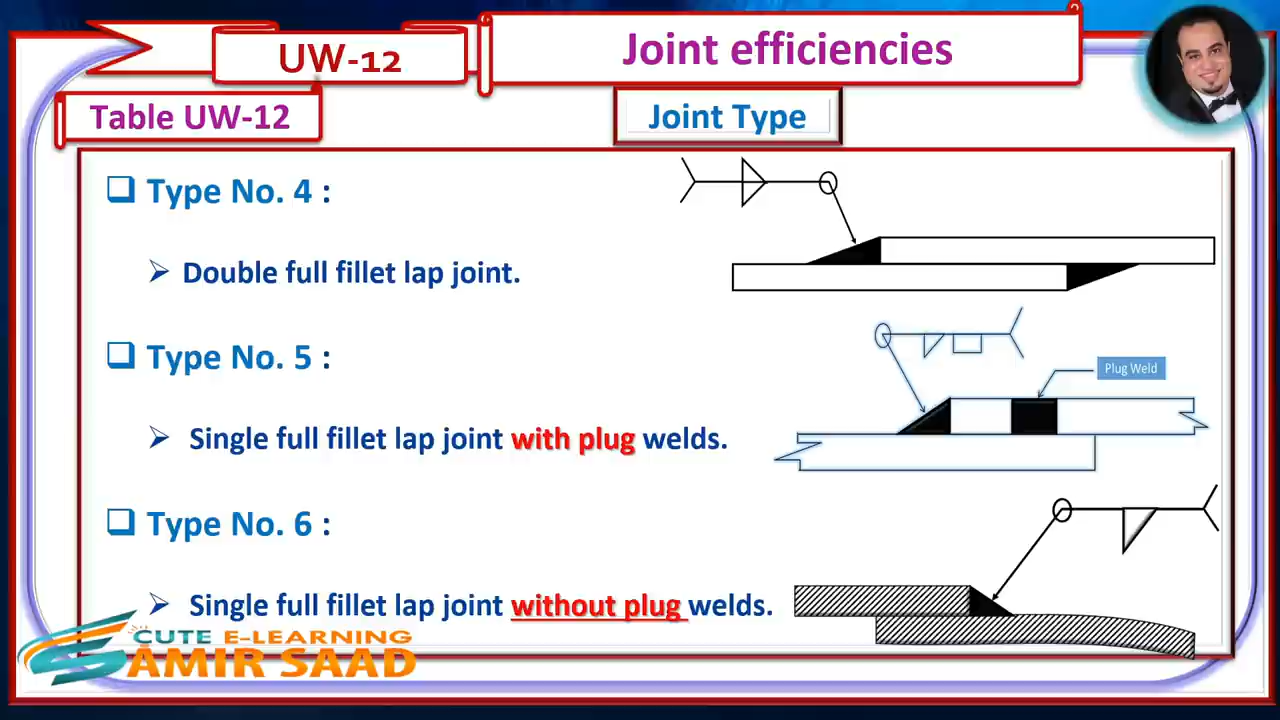 UW-12
Joint efficiencies
Table UW-12
Joint Type
Type No. 4 :
Double full fillet lap joint.
Type No. 5 :
Plug Weld
Single full fillet lap joint with plug welds.
Type No. 6 :
Single full fillet lap joint without plug welds.
CUTE E-LEARNING
AMIR SAAD